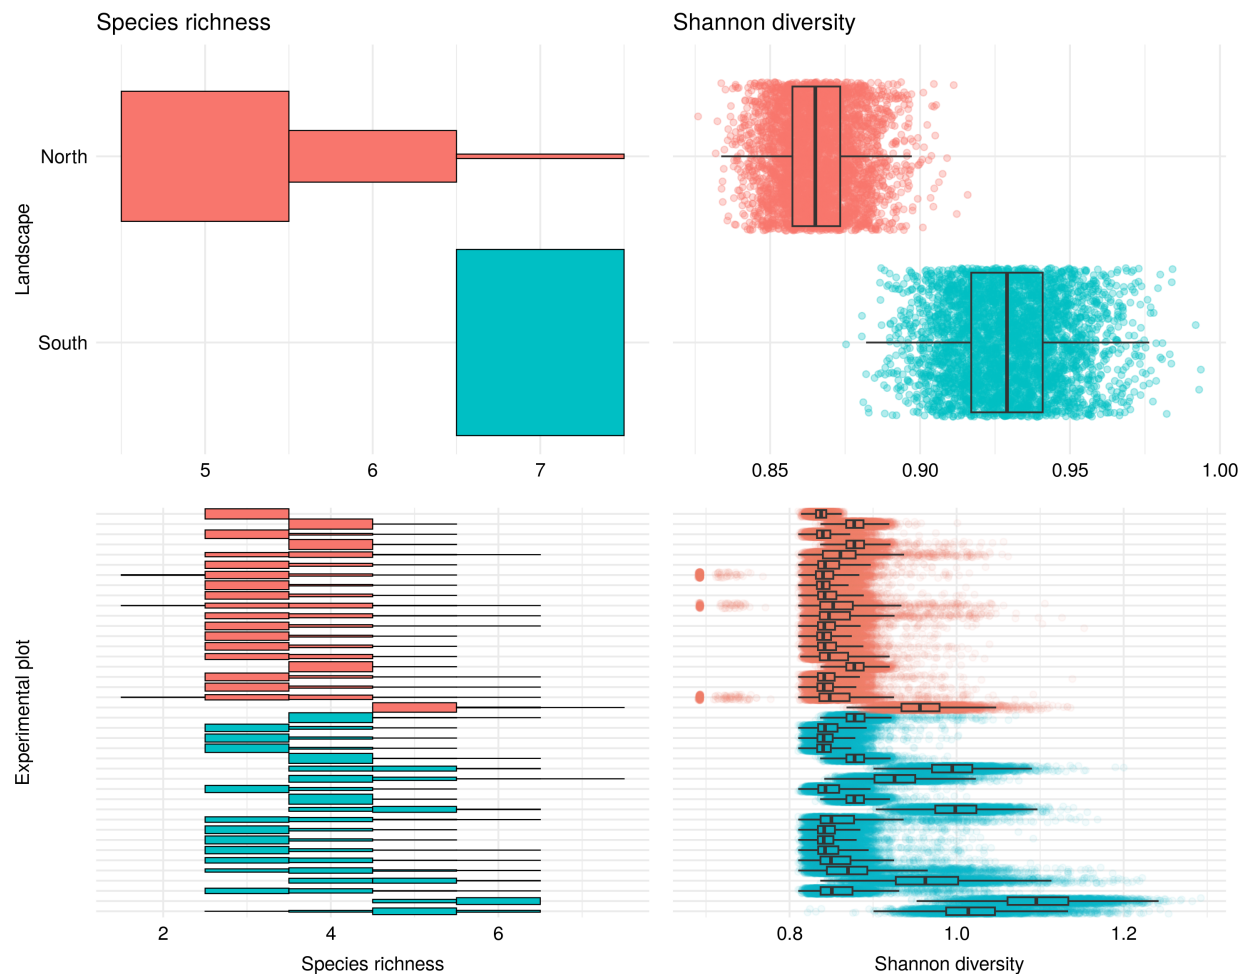 Species richness
Shannon diversity
Landscape
North
South
5 6 7
0.85 0.90 0.95 1.00
Experimental plot
2 4 6
0.8 1.0 1.2
Species richness
Shannon diversity